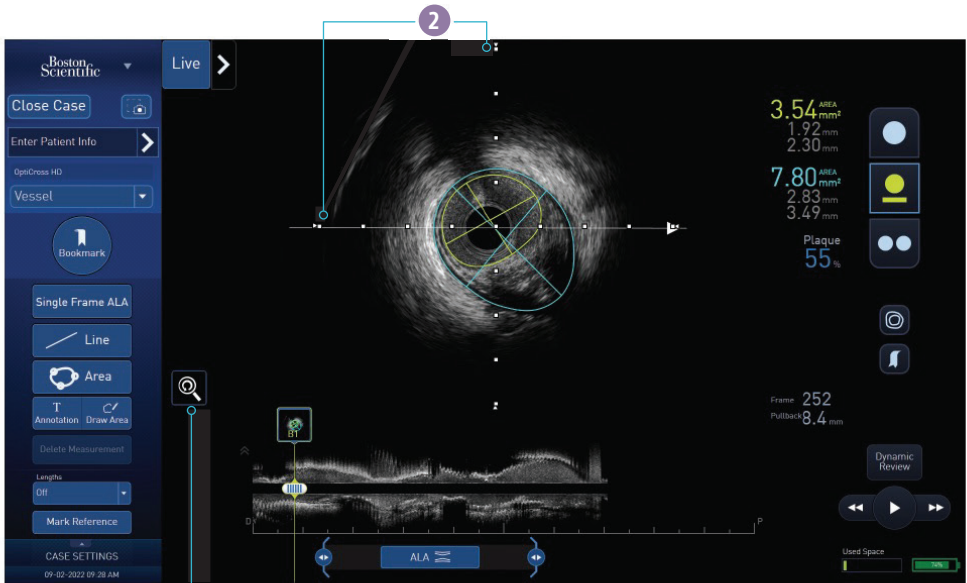 2
Boston
Scientific
Live
Close Case
Enter Patient Info
OptiCross HD
Vessel
Bookmark
Single Frame ALA
Line
Area
T
Annotation
Draw Area
Delete Measurement
Lengths
Off
Mark Reference
CASE SETTINGS
09-02-2022 09:28 AM
3.54 AREA mm²
1.92 mm
2.30 mm
7.80 AREA mm²
2.83 mm
3.49 mm
Plaque
55 %
Frame 252
Pullback 8.4 mm
Dynamic
Review
B1
D
P
ALA
Used Space
74%